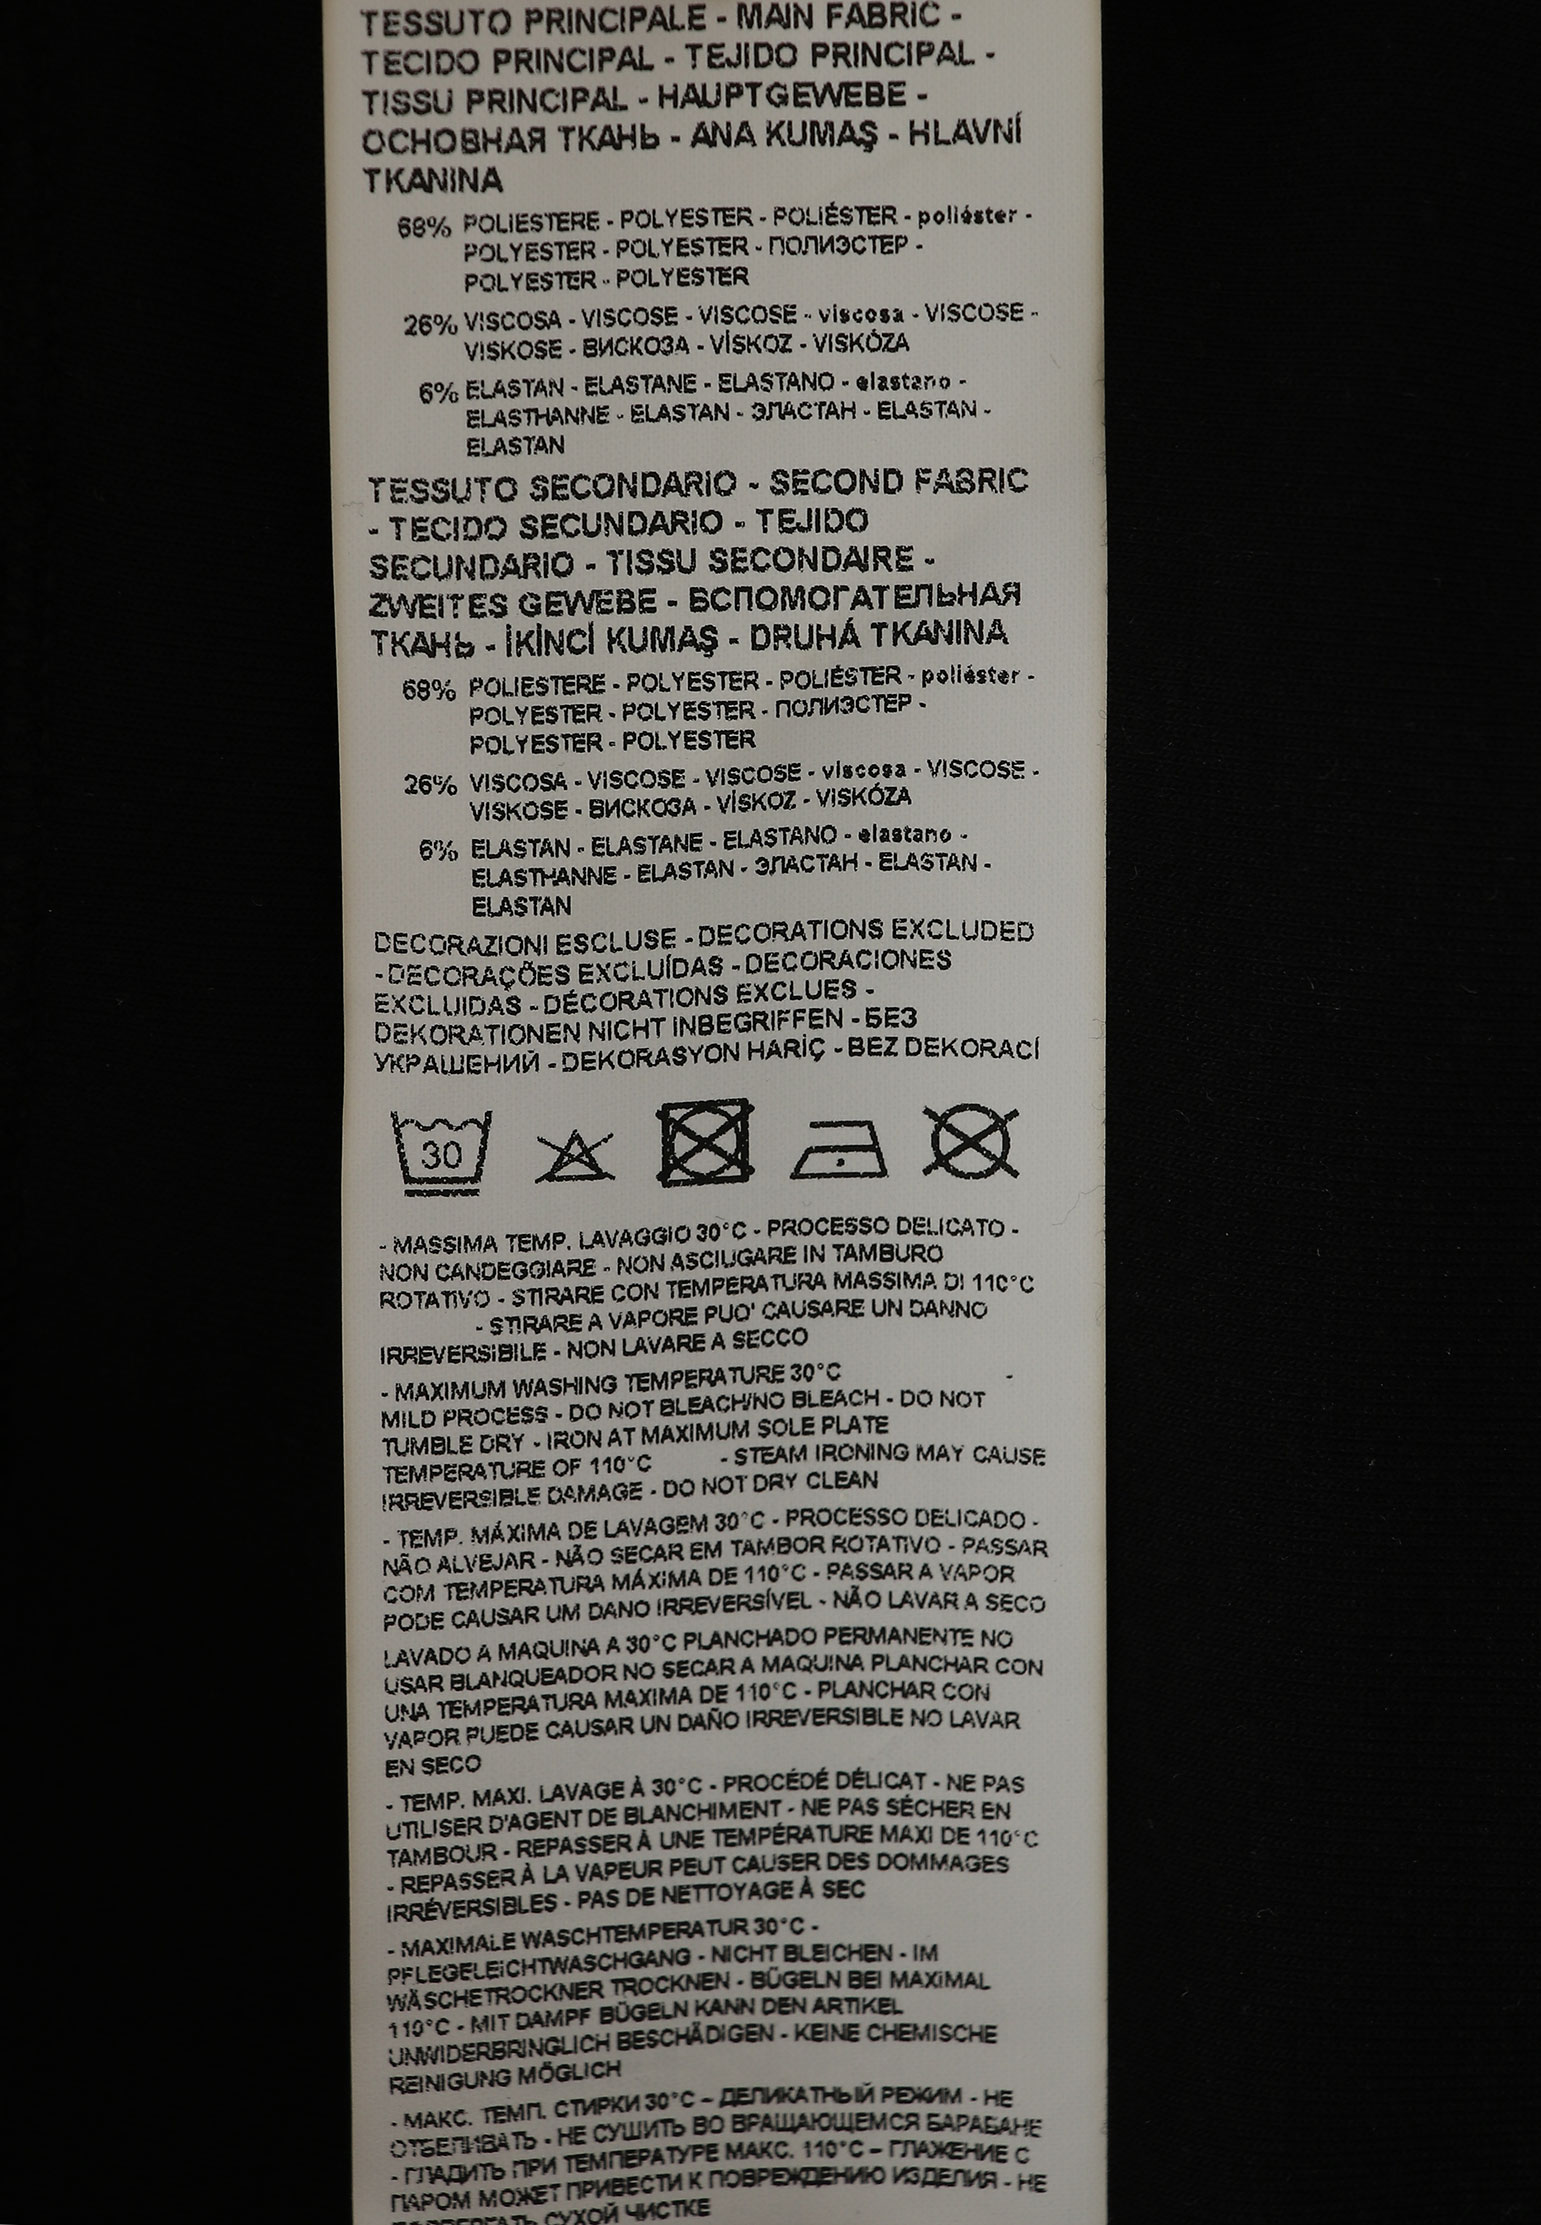 TESSUTO PRINCIPALE - MAIN FABRIC -
TECIDO PRINCIPAL - TEJIDO PRINCIPAL -
TISSU PRINCIPAL - HAUPTGEWEBE -
ОСНОВНАЯ ТКАНЬ - ANA KUMAŞ - HLAVNÍ
TKANINA
68% POLIESTERE - POLYESTER - POLIÉSTER - poliéster -
POLYESTER - POLYESTER - ПОЛИЭСТЕР -
POLYESTER - POLYESTER
26% VISCOSA - VISCOSE - VISCOSE - viscosa - VISCOSE -
VISKOSE - ВИСКОЗА - VİSKOZ - VISKÓZA
6% ELASTAN - ELASTANE - ELASTANO - elastano -
ELASTHANNE - ELASTAN - ЭЛАСТАН - ELASTAN -
ELASTAN
TESSUTO SECONDARIO - SECOND FABRIC
- TECIDO SECUNDARIO - TEJIDO
SECUNDARIO - TISSU SECONDAIRE -
ZWEITES GEWEBE - ВСПОМОГАТЕЛЬНАЯ
ТКАНЬ - İKİNCİ KUMAŞ - DRUHÁ TKANINA
68% POLIESTERE - POLYESTER - POLIÉSTER - poliéster -
POLYESTER - POLYESTER - ПОЛИЭСТЕР -
POLYESTER - POLYESTER
26% VISCOSA - VISCOSE - VISCOSE - viscosa - VISCOSE -
VISKOSE - ВИСКОЗА - VİSKOZ - VISKÓZA
6% ELASTAN - ELASTANE - ELASTANO - elastano -
ELASTHANNE - ELASTAN - ЭЛАСТАН - ELASTAN -
ELASTAN
DECORAZIONI ESCLUSE - DECORATIONS EXCLUDED
- DECORAÇÕES EXCLUÍDAS - DECORACIONES
EXCLUIDAS - DÉCORATIONS EXCLUES -
DEKORATIONEN NICHT INBEGRIFFEN - БЕЗ
УКРАШЕНИЙ - DEKORASYON HARİÇ - BEZ DEKORACÍ
30
- MASSIMA TEMP. LAVAGGIO 30°C - PROCESSO DELICATO -
NON CANDEGGIARE - NON ASCIUGARE IN TAMBURO
ROTATIVO - STIRARE CON TEMPERATURA MASSIMA DI 110°C
- STIRARE A VAPORE PUO' CAUSARE UN DANNO
IRREVERSIBILE - NON LAVARE A SECCO
- MAXIMUM WASHING TEMPERATURE 30°C -
MILD PROCESS - DO NOT BLEACH/NO BLEACH - DO NOT
TUMBLE DRY - IRON AT MAXIMUM SOLE PLATE
TEMPERATURE OF 110°C - STEAM IRONING MAY CAUSE
IRREVERSIBLE DAMAGE - DO NOT DRY CLEAN
- TEMP. MÁXIMA DE LAVAGEM 30°C - PROCESSO DELICADO -
NÃO ALVEJAR - NÃO SECAR EM TAMBOR ROTATIVO - PASSAR
COM TEMPERATURA MÁXIMA DE 110°C - PASSAR A VAPOR
PODE CAUSAR UM DANO IRREVERSÍVEL - NÃO LAVAR A SECO
LAVADO A MAQUINA A 30°C PLANCHADO PERMANENTE NO
USAR BLANQUEADOR NO SECAR A MAQUINA PLANCHAR CON
UNA TEMPERATURA MAXIMA DE 110°C - PLANCHAR CON
VAPOR PUEDE CAUSAR UN DAÑO IRREVERSIBLE NO LAVAR
EN SECO
- TEMP. MAXI. LAVAGE À 30°C - PROCÉDÉ DÉLICAT - NE PAS
UTILISER D'AGENT DE BLANCHIMENT - NE PAS SÉCHER EN
TAMBOUR - REPASSER À UNE TEMPÉRATURE MAXI DE 110°C
- REPASSER À LA VAPEUR PEUT CAUSER DES DOMMAGES
IRRÉVERSIBLES - PAS DE NETTOYAGE À SEC
- MAXIMALE WASCHTEMPERATUR 30°C -
PFLEGELEICHTWASCHGANG - NICHT BLEICHEN - IM
WÄSCHETROCKNER TROCKNEN - BÜGELN BEI MAXIMAL
110°C - MIT DAMPF BÜGELN KANN DEN ARTIKEL
UNWIDERBRINGLICH BESCHÄDIGEN - KEINE CHEMISCHE
REINIGUNG MÖGLICH
- МАКС. ТЕМП. СТИРКИ 30°C – ДЕЛИКАТНЫЙ РЕЖИМ - НЕ
ОТБЕЛИВАТЬ - НЕ СУШИТЬ ВО ВРАЩАЮЩЕМСЯ БАРАБАНЕ
- ГЛАДИТЬ ПРИ ТЕМПЕРАТУРЕ МАКС. 110°C – ГЛАЖЕНИЕ С
ПАРОМ МОЖЕТ ПРИВЕСТИ К ПОВРЕЖДЕНИЮ ИЗДЕЛИЯ - НЕ
СУХОЙ ЧИСТКЕ